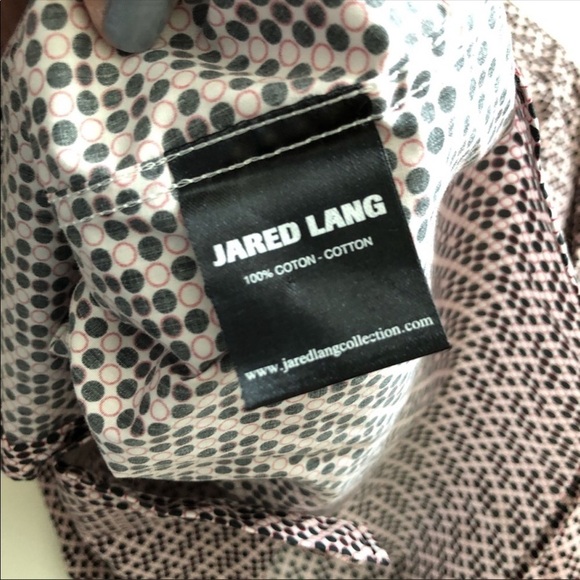 JARED LANG
100% COTON - COTTON
www.jaredlangcollection.com